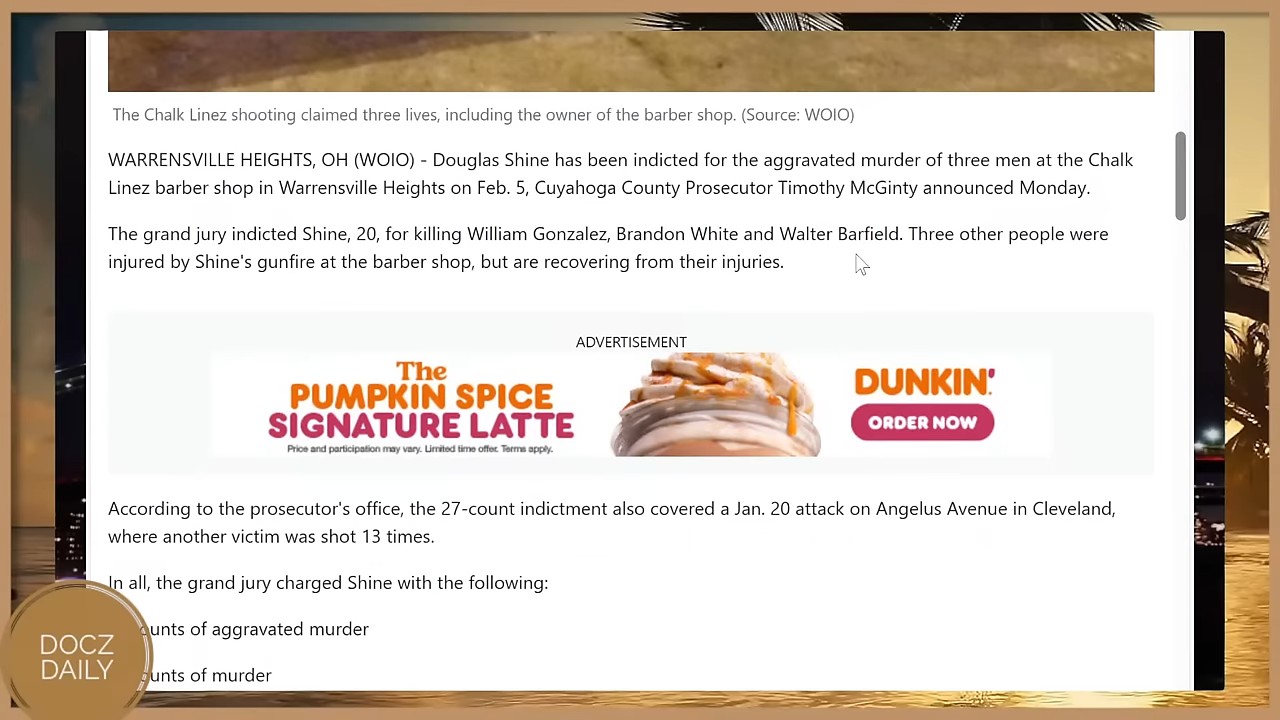 The Chalk Linez shooting claimed three lives, including the owner of the barber shop. (Source: WOIO)
WARRENSVILLE HEIGHTS, OH (WOIO) - Douglas Shine has been indicted for the aggravated murder of three men at the Chalk
Linez barber shop in Warrensville Heights on Feb. 5, Cuyahoga County Prosecutor Timothy McGinty announced Monday.
The grand jury indicted Shine, 20, for killing William Gonzalez, Brandon White and Walter Barfield. Three other people were
injured by Shine's gunfire at the barber shop, but are recovering from their injuries.
ADVERTISEMENT
The
PUMPKIN SPICE
SIGNATURE LATTE
Price and participation may vary. Limited time offer. Terms apply.
DUNKIN'
ORDER NOW
According to the prosecutor's office, the 27-count indictment also covered a Jan. 20 attack on Angelus Avenue in Cleveland,
where another victim was shot 13 times.
In all, the grand jury charged Shine with the following:
unts of aggravated murder
unts of murder
DOCZ
DAILY